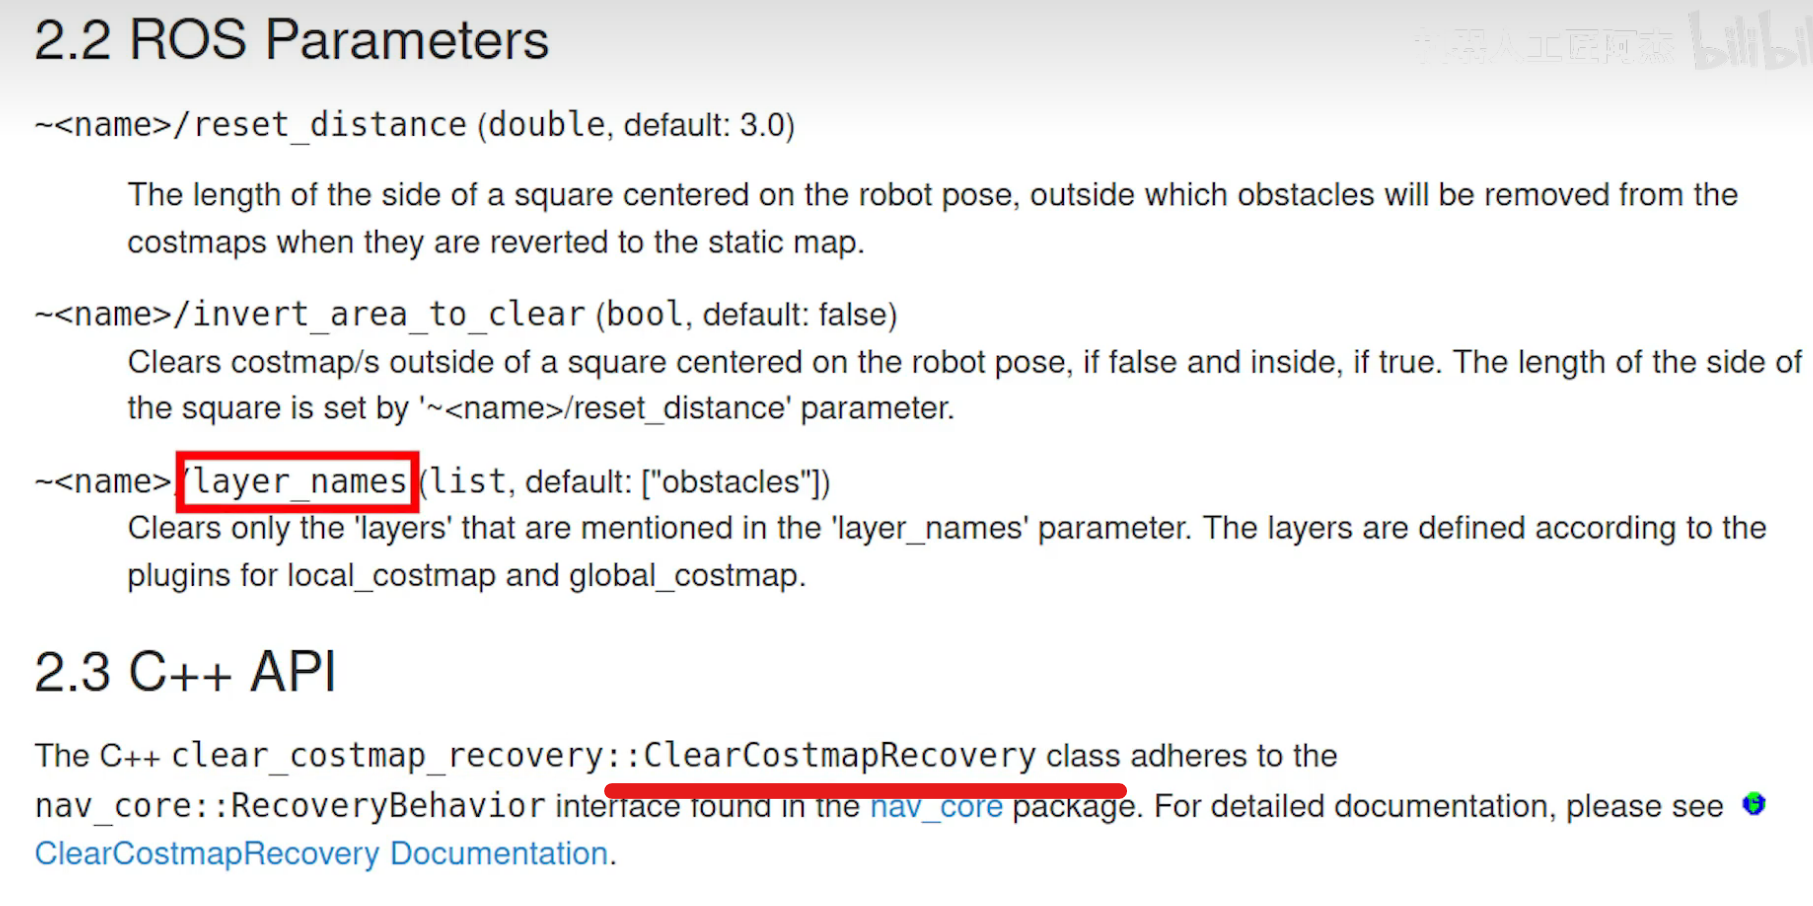 2.2 ROS Parameters
~<name>/reset_distance (double, default: 3.0)
The length of the side of a square centered on the robot pose, outside which obstacles will be removed from the
costmaps when they are reverted to the static map.
~<name>/invert_area_to_clear (bool, default: false)
Clears costmap/s outside of a square centered on the robot pose, if false and inside, if true. The length of the side of
the square is set by '~<name>/reset_distance' parameter.
~<name>/layer_names (list, default: ["obstacles"])
Clears only the 'layers' that are mentioned in the 'layer_names' parameter. The layers are defined according to the
plugins for local_costmap and global_costmap.
2.3 C++ API
The C++ clear_costmap_recovery::ClearCostmapRecovery class adheres to the
nav_core::RecoveryBehavior interface found in the nav_core package. For detailed documentation, please see
ClearCostmapRecovery Documentation.